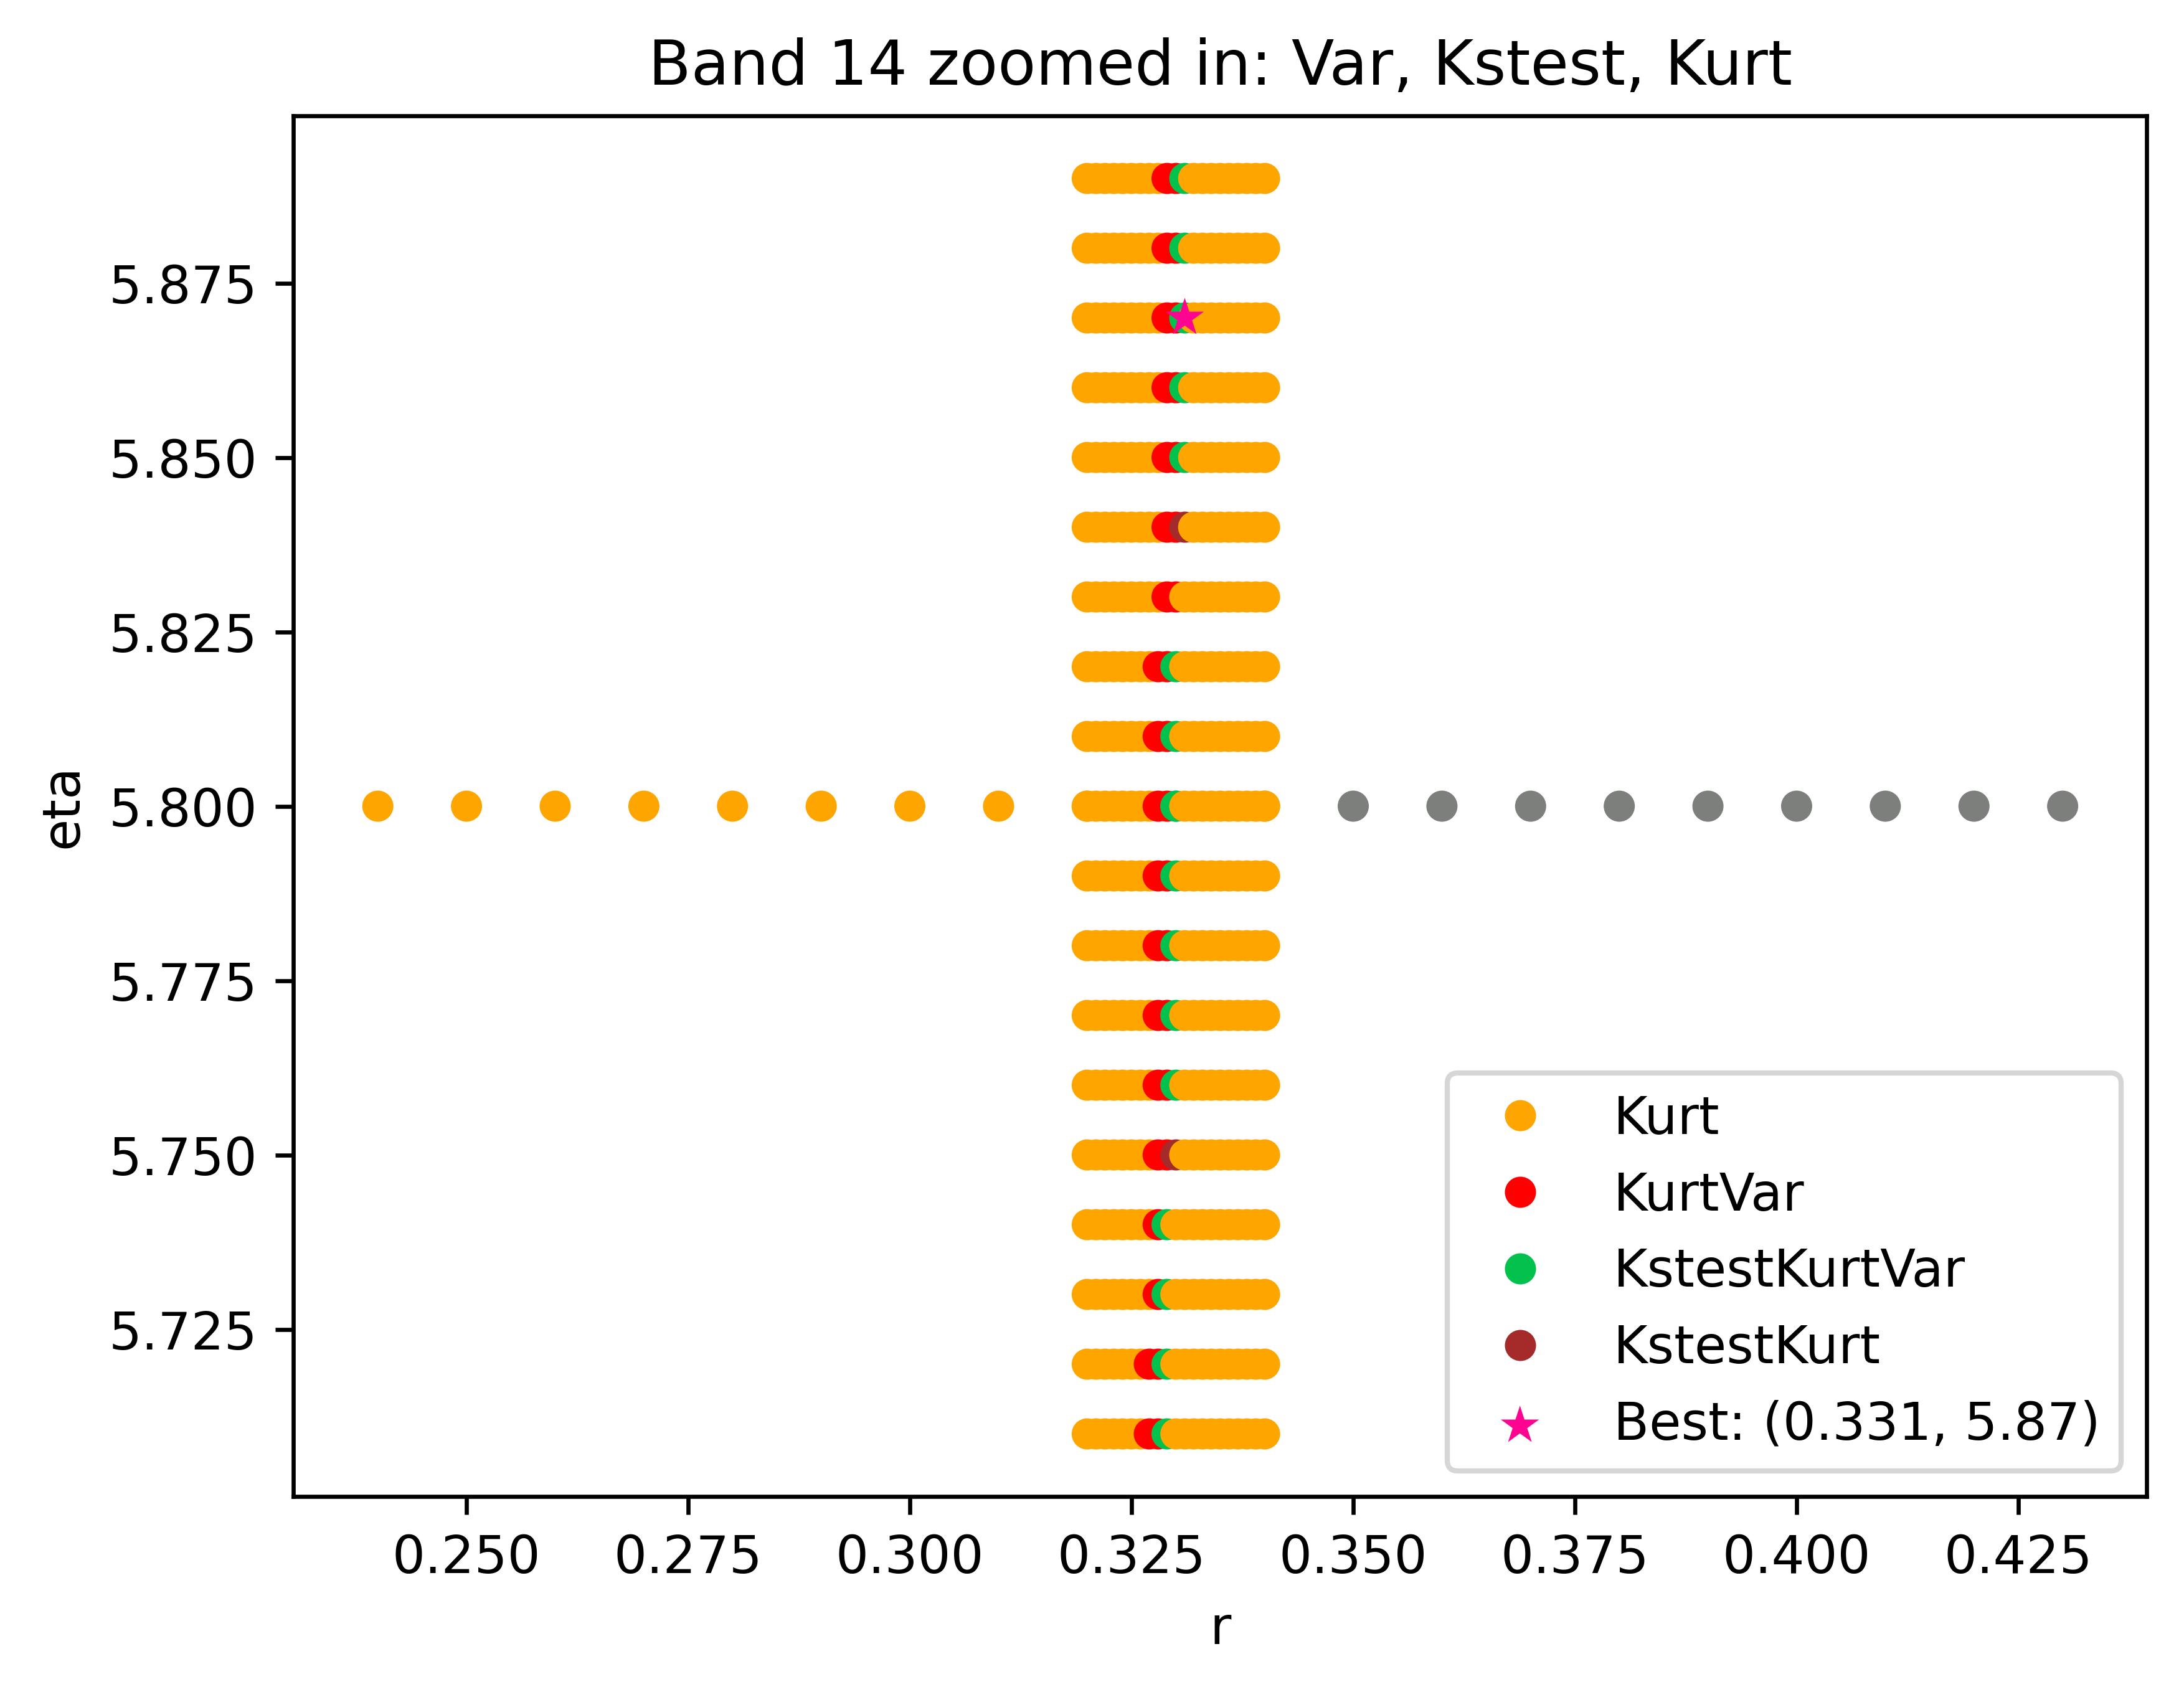 Band 14 zoomed in: Var, Kstest, Kurt
eta
5.875
5.850
5.825
5.800
5.775
5.750
5.725
Kurt
KurtVar
KstestKurtVar
KstestKurt
Best: (0.331, 5.87)
0.250 0.275 0.300 0.325 0.350 0.375 0.400 0.425
r